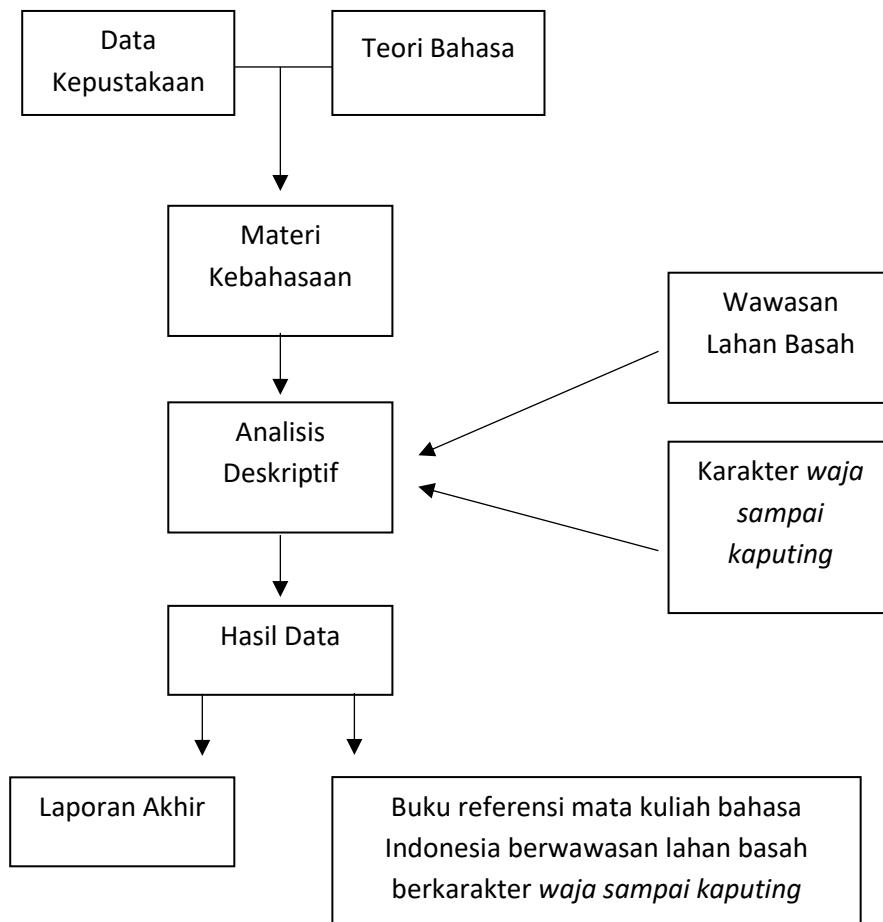 Data
Kepustakaan
Teori Bahasa
Materi
Kebahasaan
Wawasan
Lahan Basah
Analisis
Deskriptif
Karakter waja
sampai
kaputing
Hasil Data
Laporan Akhir
Buku referensi mata kuliah bahasa
Indonesia berwawasan lahan basah
berkarakter waja sampai kaputing